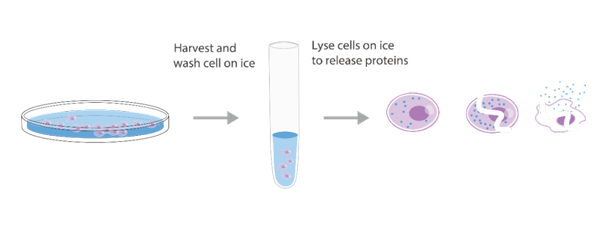 Harvest and
wash cell on ice
Lyse cells on ice
to release proteins